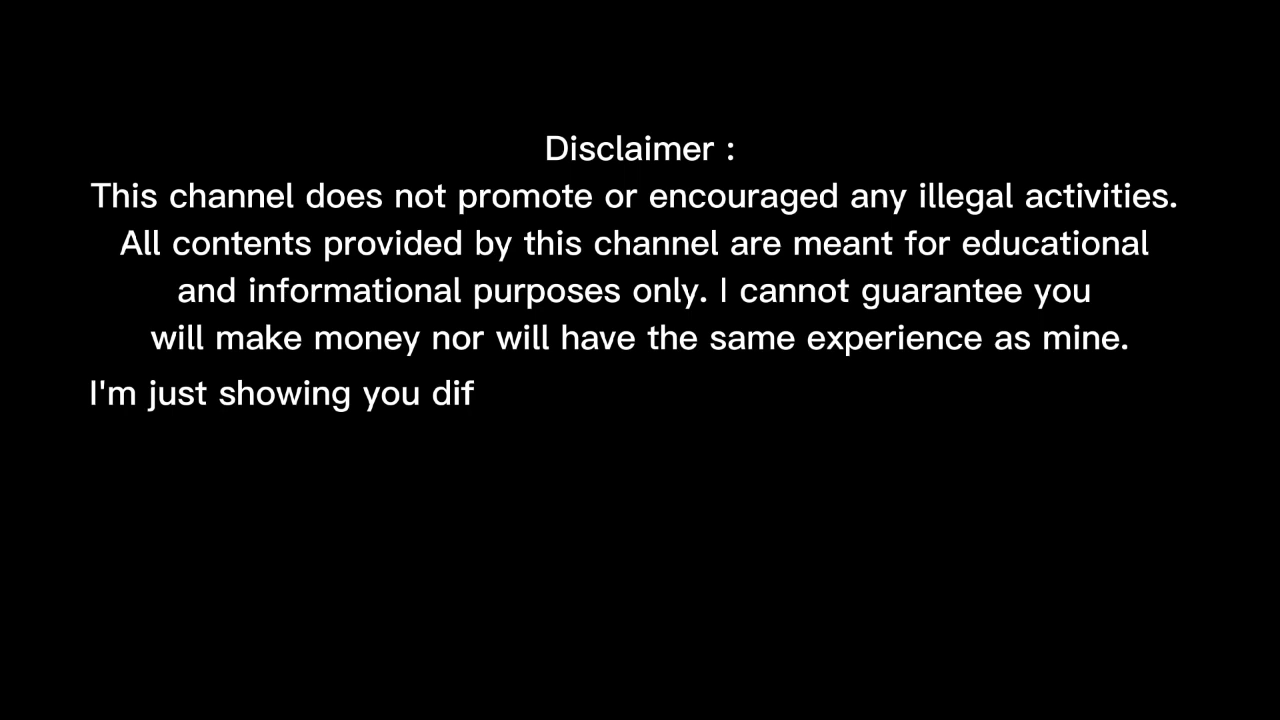 Disclaimer :
This channel does not promote or encouraged any illegal activities.
All contents provided by this channel are meant for educational
and informational purposes only. I cannot guarantee you
will make money nor will have the same experience as mine.
I'm just showing you dif